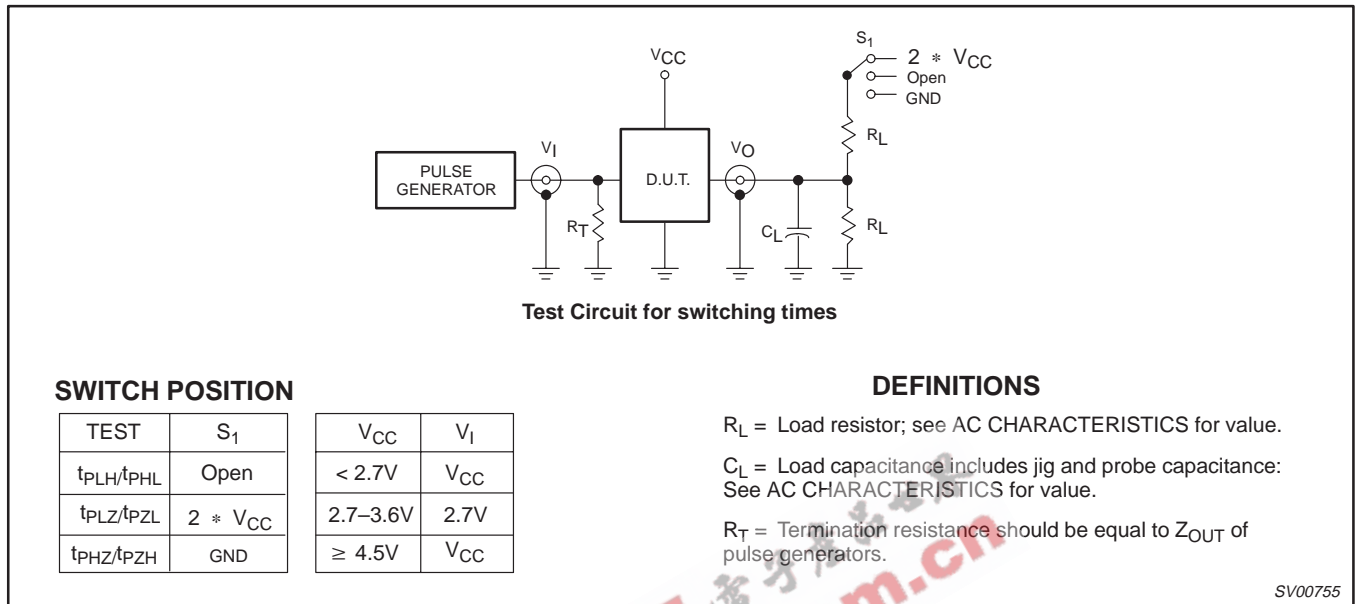 S1
2 * VCC
Open
GND
VCC
RL
VI
VO
PULSE
GENERATOR
D.U.T.
RT
CL
RL
Test Circuit for switching times
SWITCH POSITION
TEST S1
tPLH/tPHL Open
tPLZ/tPZL 2 * VCC
tPHZ/tPZH GND
VCC VI
< 2.7V VCC
2.7–3.6V 2.7V
≥ 4.5V VCC
DEFINITIONS
RL = Load resistor; see AC CHARACTERISTICS for value.
CL = Load capacitance includes jig and probe capacitance:
See AC CHARACTERISTICS for value.
RT = Termination resistance should be equal to ZOUT of
pulse generators.
SV00755